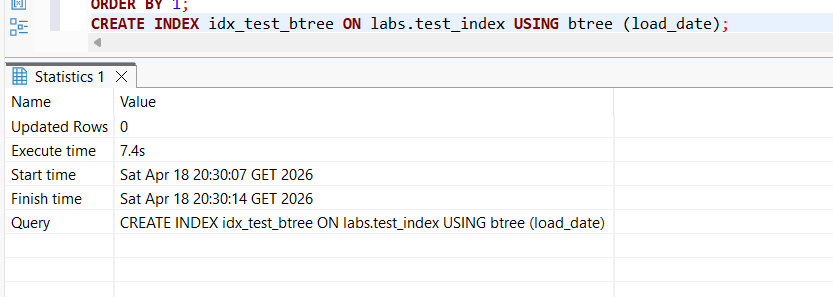 ORDER BY 1;
CREATE INDEX idx_test_btree ON labs.test_index USING btree (load_date);
Statistics 1
Name Value
Updated Rows 0
Execute time 7.4s
Start time Sat Apr 18 20:30:07 GET 2026
Finish time Sat Apr 18 20:30:14 GET 2026
Query CREATE INDEX idx_test_btree ON labs.test_index USING btree (load_date)